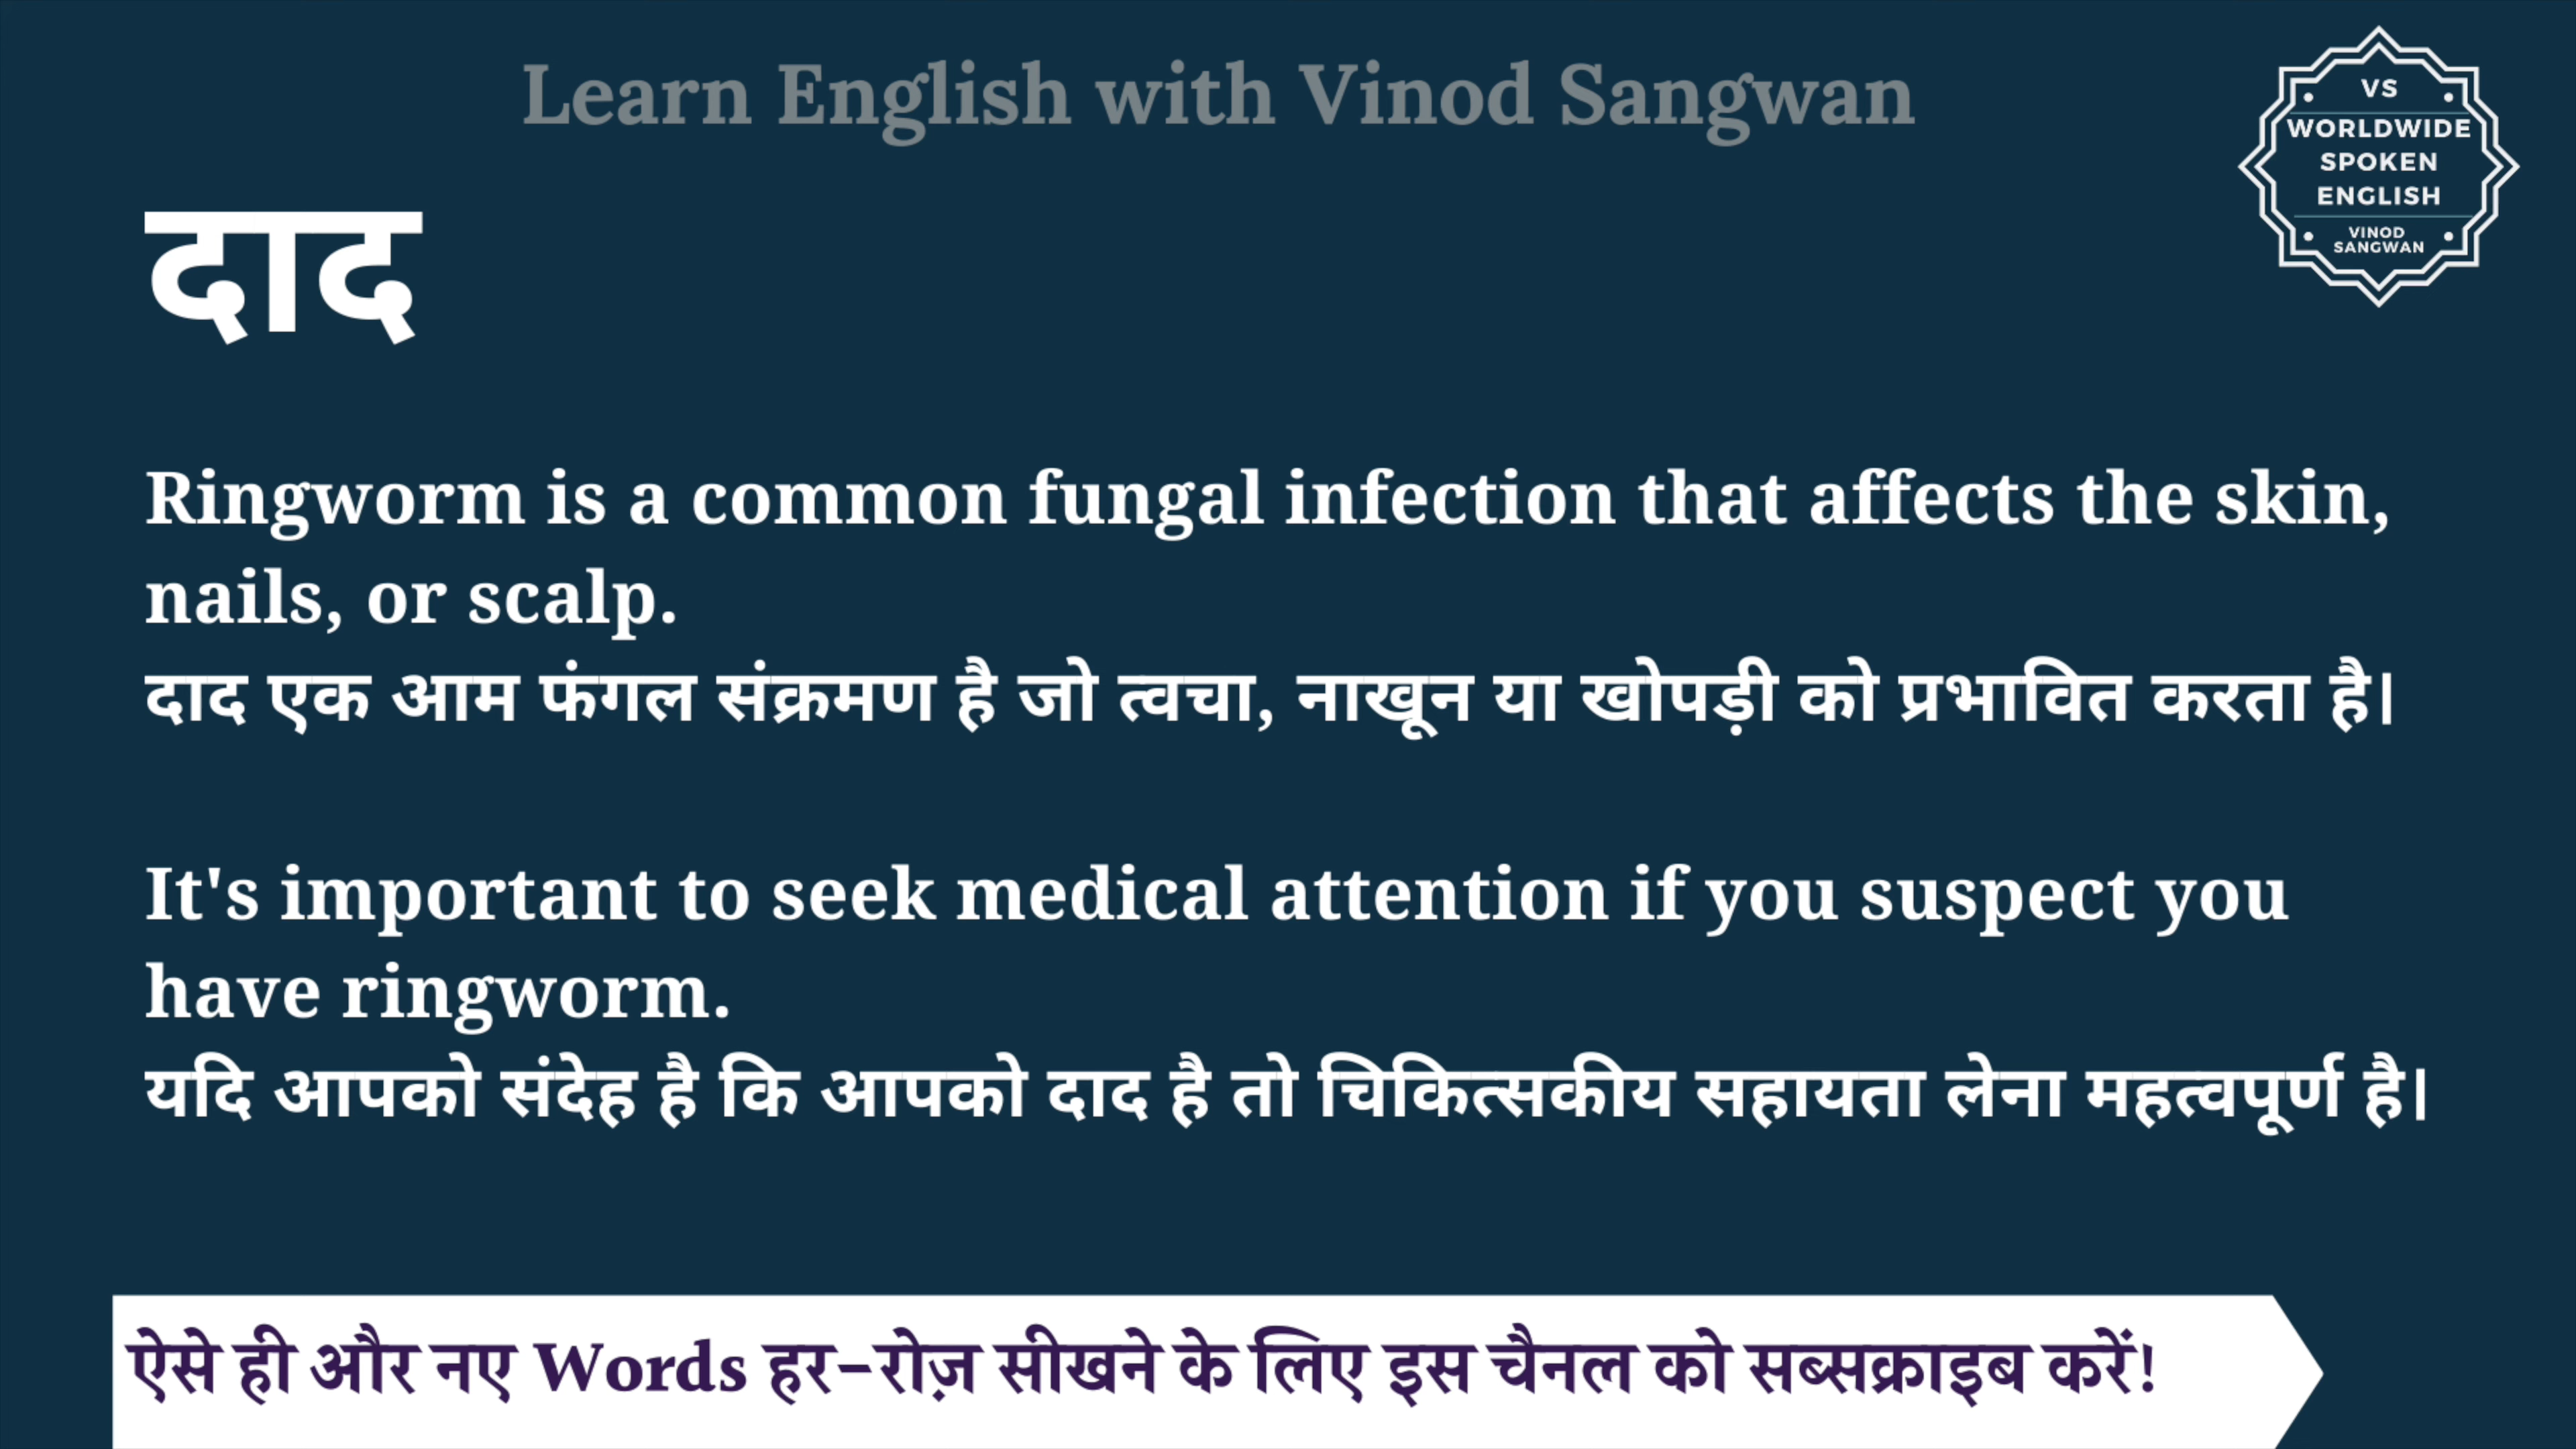 Learn English with Vinod Sangwan
VS
WORLDWIDE
SPOKEN
ENGLISH
VINOD
SANGWAN
दाद
Ringworm is a common fungal infection that affects the skin,
nails, or scalp.
दाद एक आम फंगल संक्रमण है जो त्वचा, नाखून या खोपड़ी को प्रभावित करता है।
It's important to seek medical attention if you suspect you
have ringworm.
यदि आपको संदेह है कि आपको दाद है तो चिकित्सकीय सहायता लेना महत्वपूर्ण है।
ऐसे ही और नए Words हर-रोज़ सीखने के लिए इस चैनल को सब्सक्राइब करें!